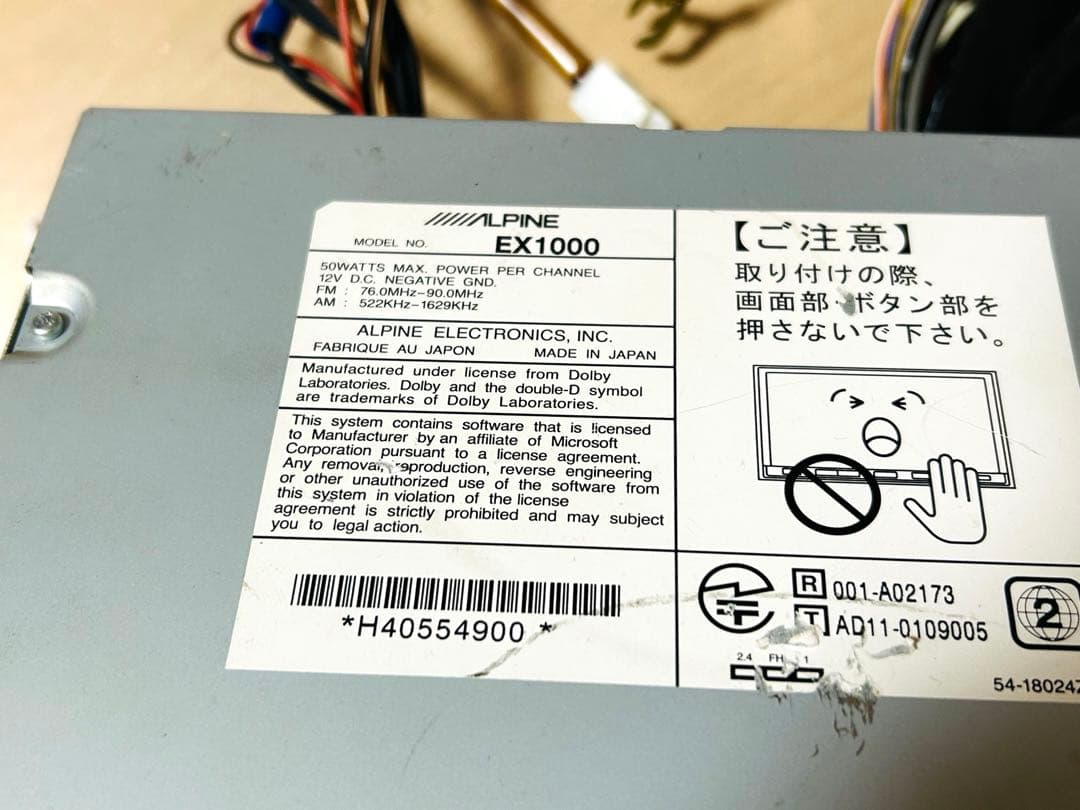 ALPINE
MODEL NO. EX1000
50WATTS MAX. POWER PER CHANNEL
12V D.C. NEGATIVE GND.
FM : 76.0MHz-90.0MHz
AM : 522KHz-1629KHz
ALPINE ELECTRONICS, INC.
FABRIQUE AU JAPON MADE IN JAPAN
Manufactured under license from Dolby
Laboratories. Dolby and the double-D symbol
are trademarks of Dolby Laboratories.
This system contains software that is licensed
to Manufacturer by an affiliate of Microsoft
Corporation pursuant to a license agreement.
Any removal, reproduction, reverse engineering
or other unauthorized use of the software from
this system in violation of the license
agreement is strictly prohibited and may subject
you to legal action.
*H40554900*
【ご注意】
取り付けの際、
画面部・ボタン部を
押さないで下さい。
R 001-A02173
T AD11-0109005
2
2.4 FH 1
54-18024Z